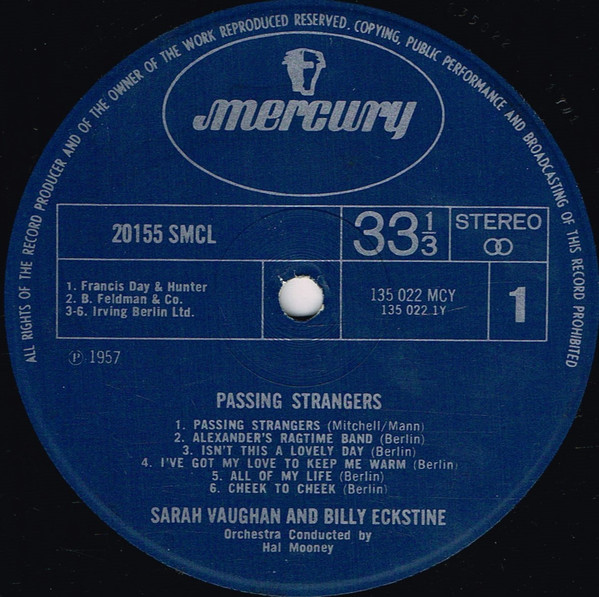 ALL RIGHTS OF THE RECORD PRODUCER AND OF THE OWNER OF THE WORK REPRODUCED RESERVED. COPYING, PUBLIC PERFORMANCE AND BROADCASTING OF THIS RECORD PROHIBITED
mercury
20155 SMCL
33 1/3
STEREO
1. Francis Day & Hunter
2. B. Feldman & Co.
3-6. Irving Berlin Ltd.
135 022 MCY
135 022 1Y
1
Ⓟ 1957
PASSING STRANGERS
1. PASSING STRANGERS (Mitchell/Mann)
2. ALEXANDER'S RAGTIME BAND (Berlin)
3. ISN'T THIS A LOVELY DAY (Berlin)
4. I'VE GOT MY LOVE TO KEEP ME WARM (Berlin)
5. ALL OF MY LIFE (Berlin)
6. CHEEK TO CHEEK (Berlin)
SARAH VAUGHAN AND BILLY ECKSTINE
Orchestra Conducted by
Hal Mooney